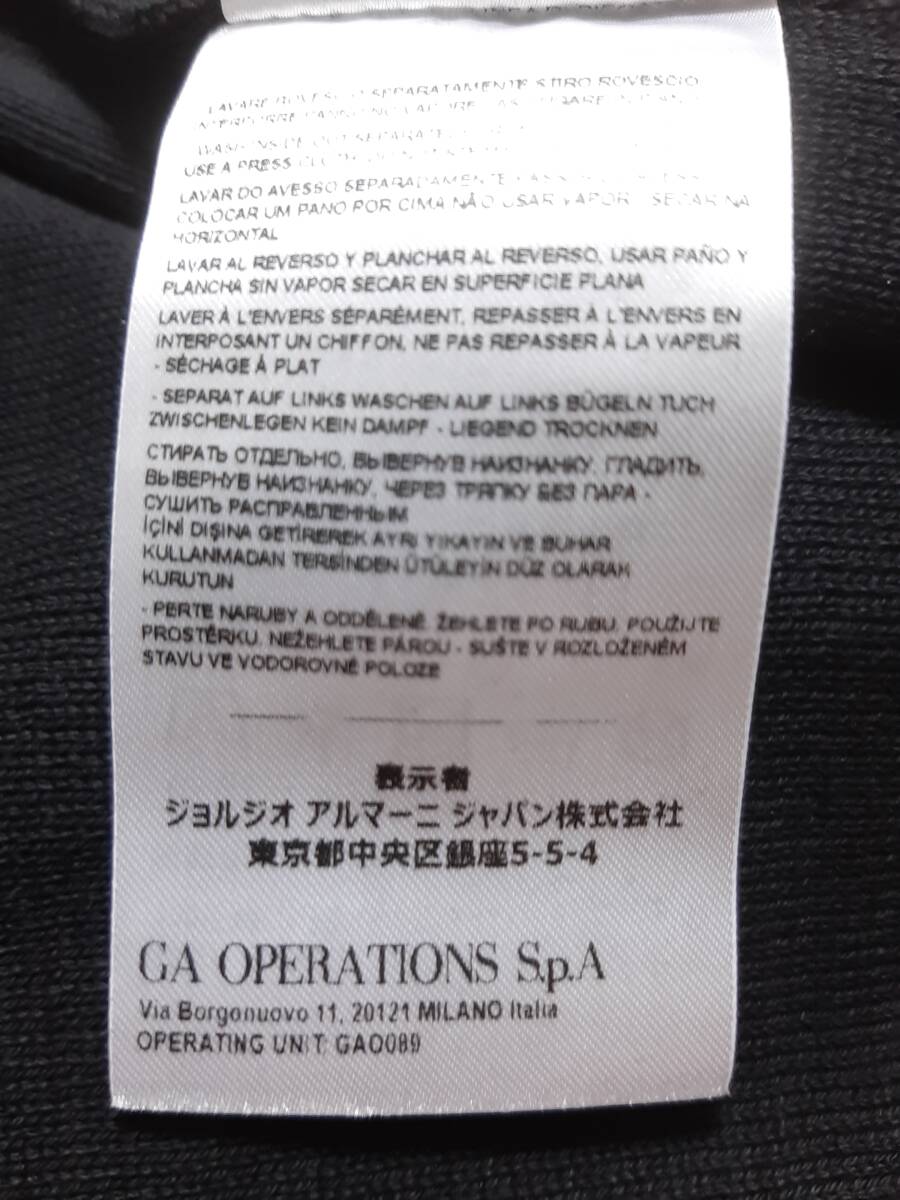 LAVARE SEPARATAMENTE STIRO ROVESCIO
USE A PRESS
LAVAR DO AVESSO SEPARADAMENTE
COLOCAR UM PANO POR CIMA NÃO USAR VAPOR SECAR NA
HORIZONTAL
LAVAR AL REVERSO Y PLANCHAR AL REVERSO, USAR PAÑO Y
PLANCHA SIN VAPOR SECAR EN SUPERFICIE PLANA
LAVER À L'ENVERS SÉPARÉMENT, REPASSER À L'ENVERS EN
INTERPOSANT UN CHIFFON, NE PAS REPASSER À LA VAPEUR
- SÉCHAGE À PLAT
- SEPARAT AUF LINKS WASCHEN AUF LINKS BÜGELN TUCH
ZWISCHENLEGEN KEIN DAMPF - LIEGEND TROCKNEN
СТИРАТЬ ОТДЕЛЬНО, ВЫВЕРНУВ НАИЗНАНКУ. ГЛАДИТЬ,
ВЫВЕРНУВ НАИЗНАНКУ, ЧЕРЕЗ ТРЯПКУ БЕЗ ПАРА -
СУШИТЬ РАСПРАВЛЕННЫМ
İÇİNİ DIŞINA GETİREREK AYRI YIKAYIN VE BUHAR
KULLANMADAN TERSİNDEN ÜTÜLEYİN DÜZ OLARAK
KURUTUN
- PERTE NARUBY A ODDĚLENĚ. ŽEHLETE PO RUBU. POUŽIJTE
PROSTĚRKU. NEŽEHLETE PÁROU - SUŠTE V ROZLOŽENÉM
STAVU VE VODOROVNÉ POLOZE
表示者
ジョルジオ アルマーニ ジャパン株式会社
東京都中央区銀座5-5-4
GA OPERATIONS S.p.A
Via Borgonuovo 11, 20121 MILANO Italia
OPERATING UNIT: GAO089